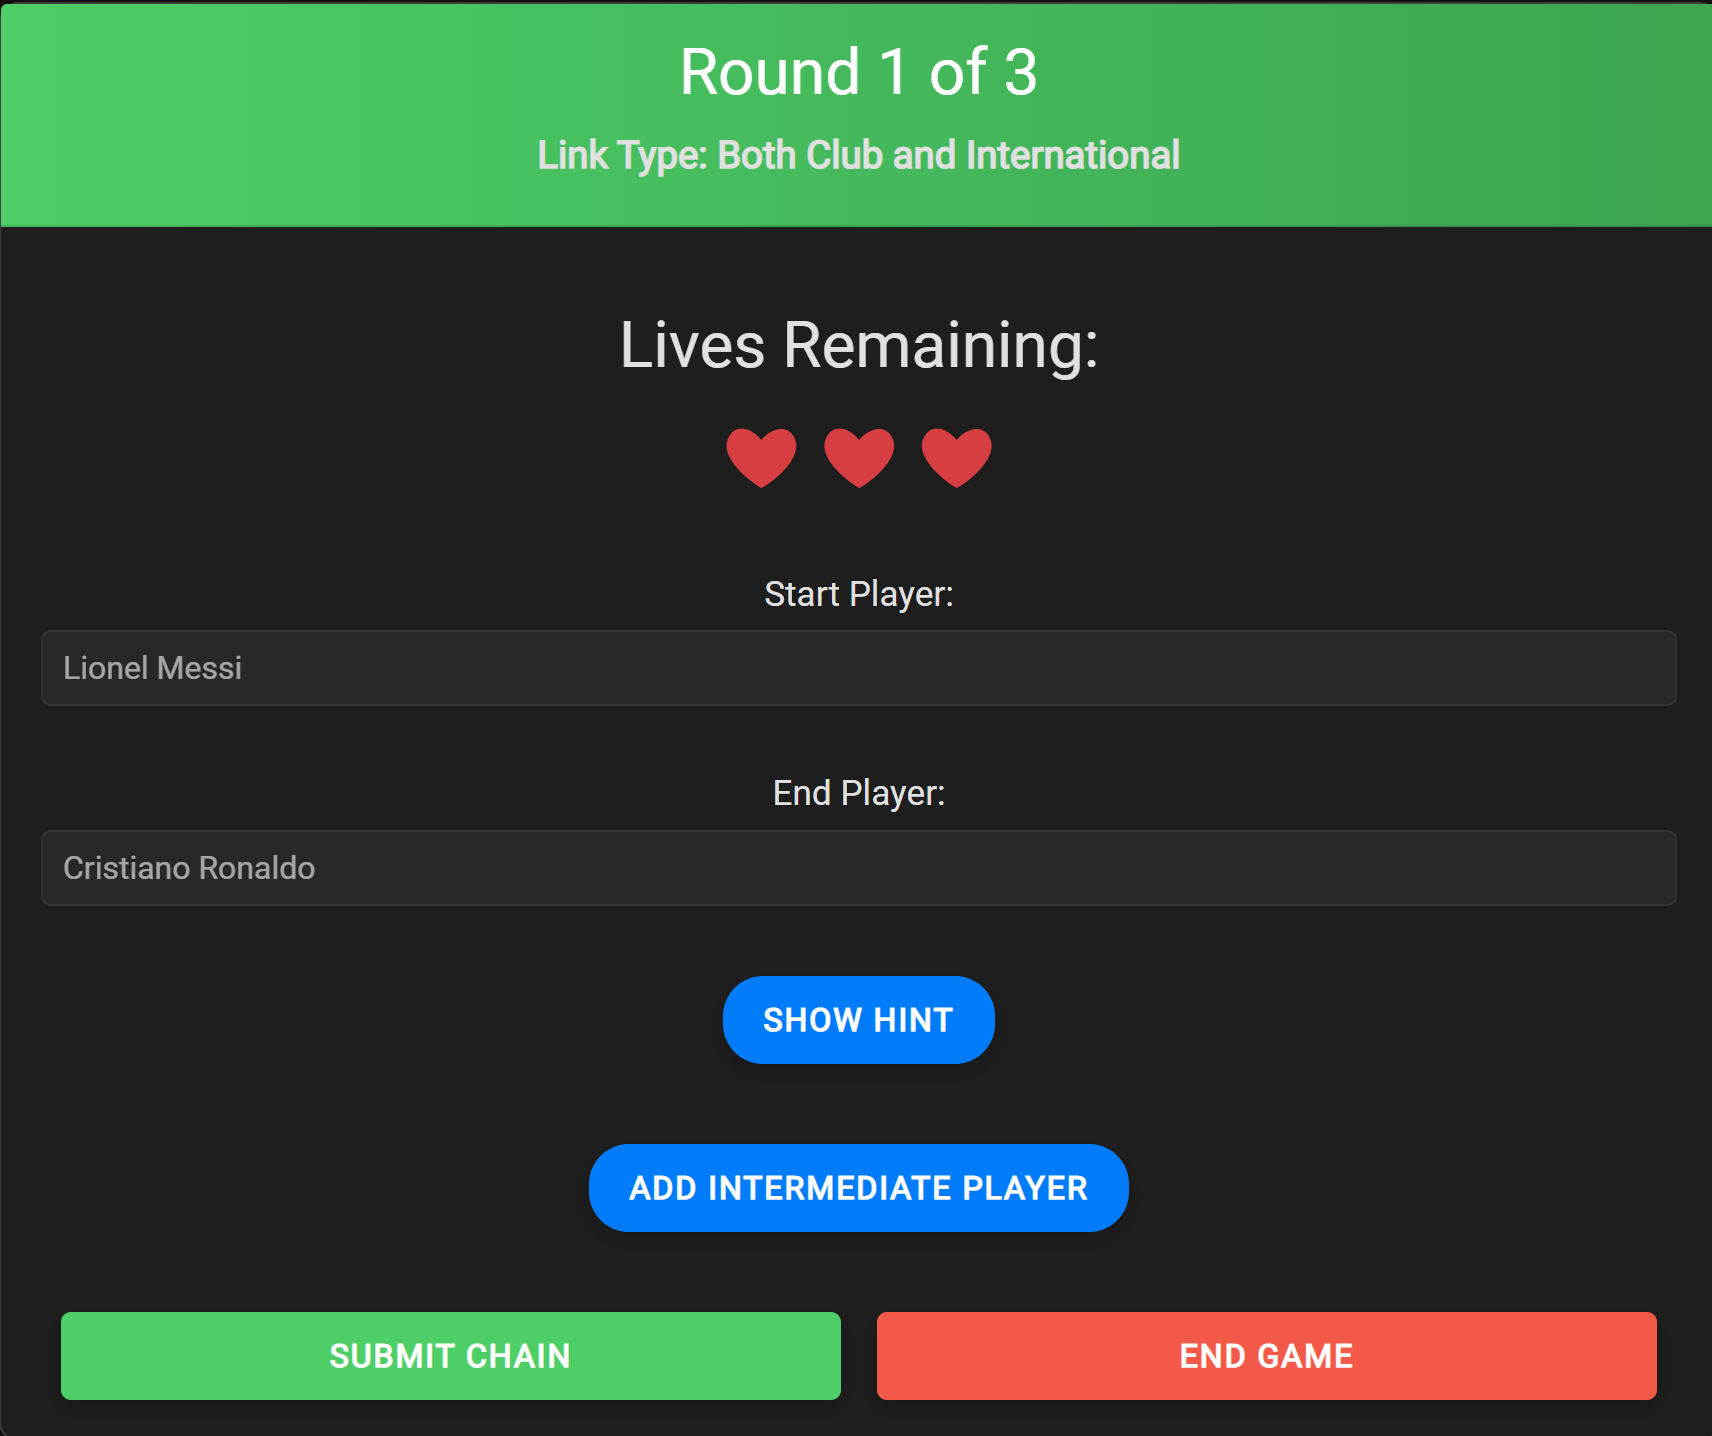 Round 1 of 3
Link Type: Both Club and International
Lives Remaining:
Start Player:
Lionel Messi
End Player:
Cristiano Ronaldo
SHOW HINT
ADD INTERMEDIATE PLAYER
SUBMIT CHAIN
END GAME